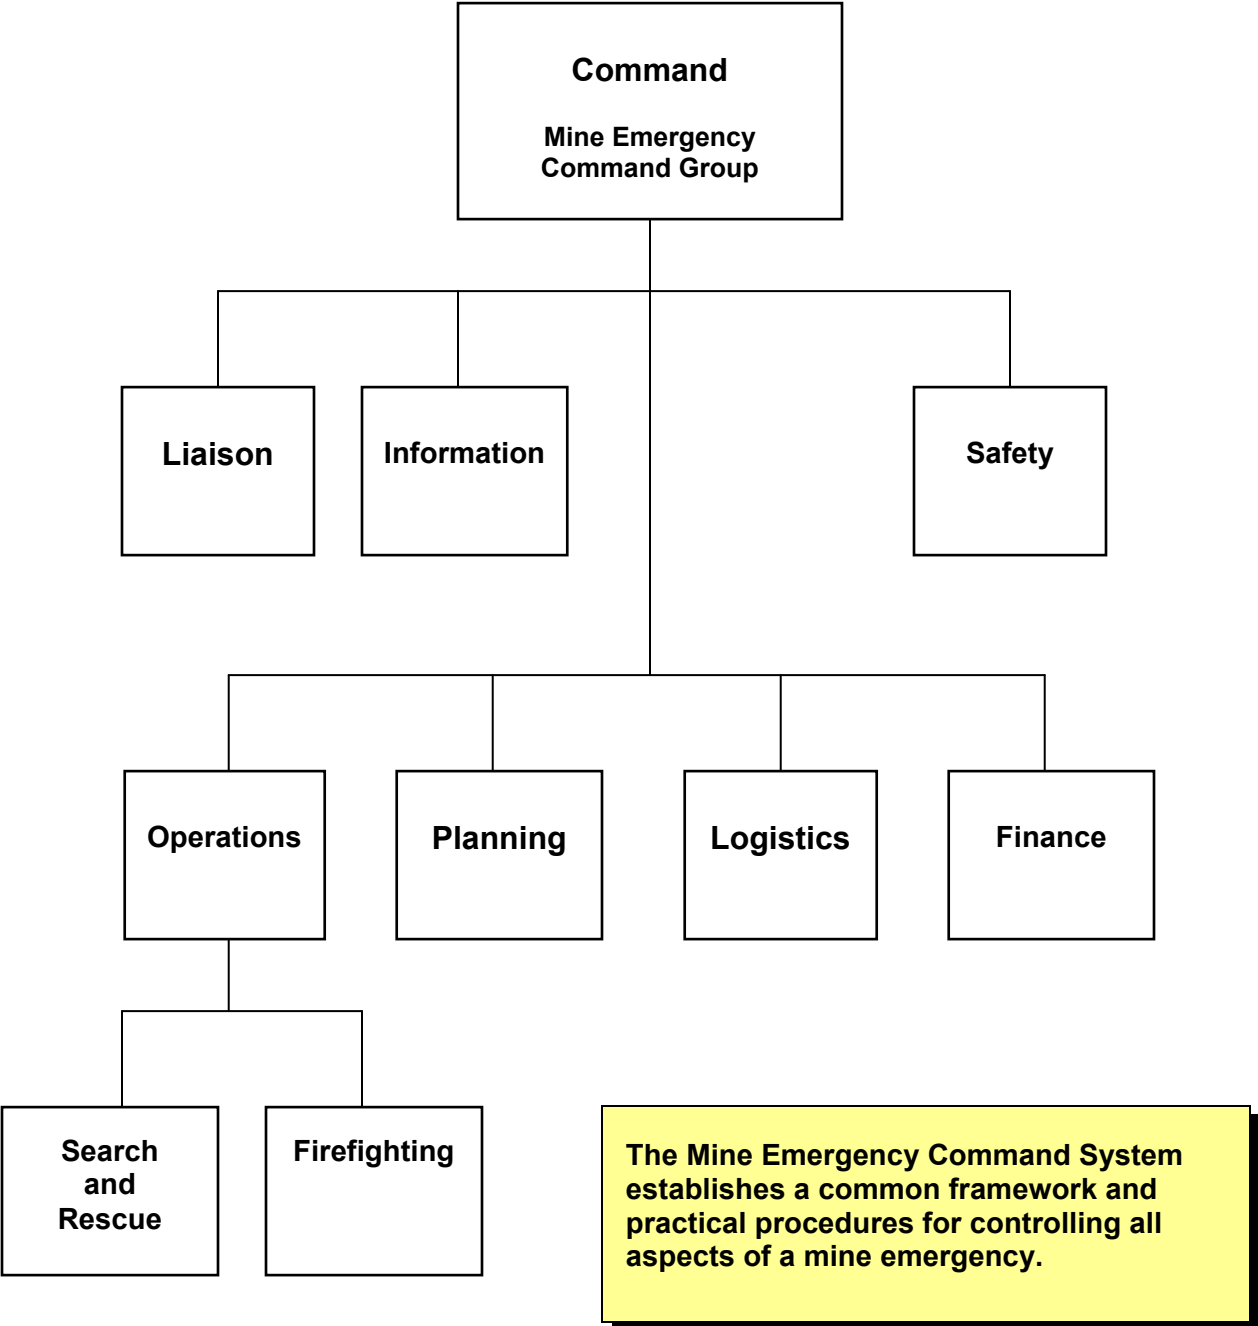 Command
Mine Emergency
Command Group
Liaison
Information
Safety
Operations
Planning
Logistics
Finance
Search
and
Rescue
Firefighting
The Mine Emergency Command System
establishes a common framework and
practical procedures for controlling all
aspects of a mine emergency.